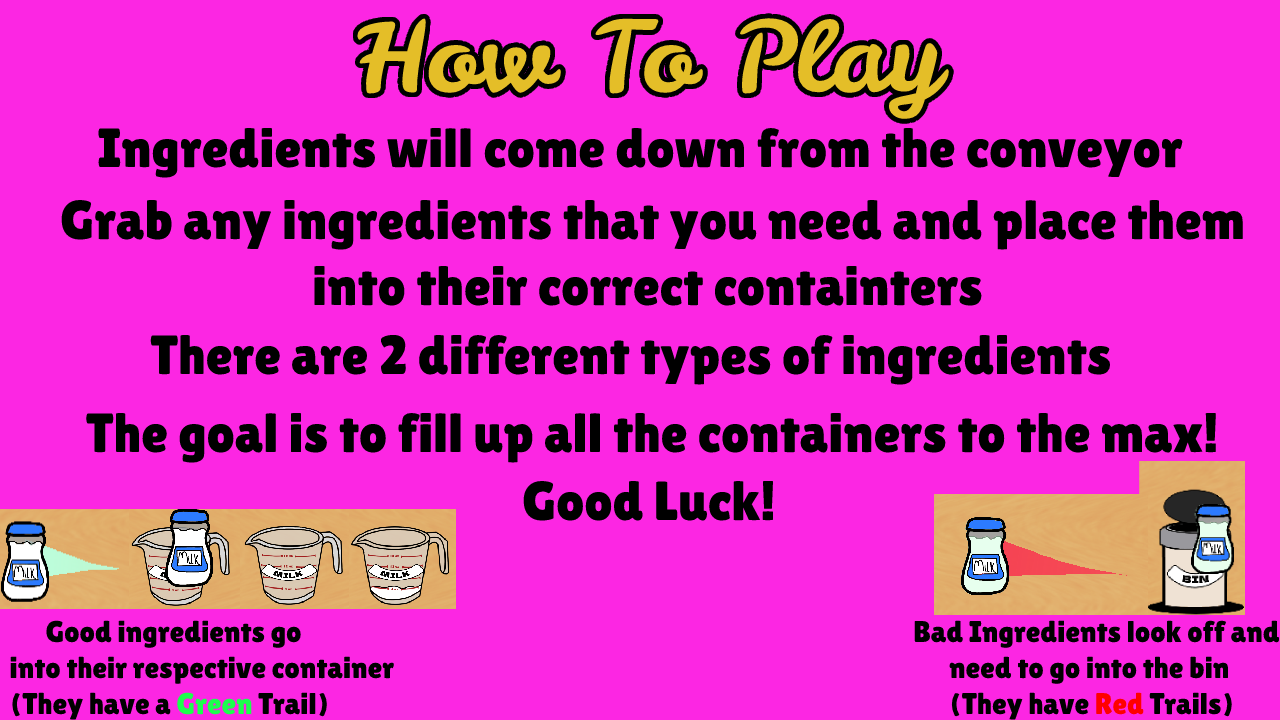 How To Play
Ingredients will come down from the conveyor
Grab any ingredients that you need and place them
into their correct containters
There are 2 different types of ingredients
The goal is to fill up all the containers to the max!
Good Luck!
Milk
Milk
MILK
MILK
Milk
Milk
BIN
Good ingredients go
into their respective container
(They have a Green Trail)
Bad Ingredients look off and
need to go into the bin
(They have Red Trails)